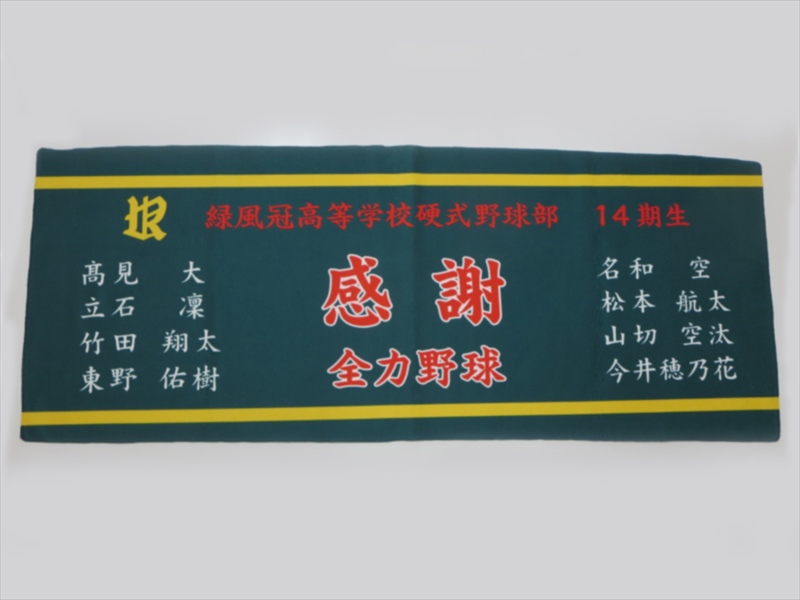 R 緑風冠高等学校硬式野球部 14期生
感謝
全力野球
髙見 大
立石 凜
竹田 翔太
東野 佑樹
名和 空
松本 航太
山切 空汰
今井穂乃花